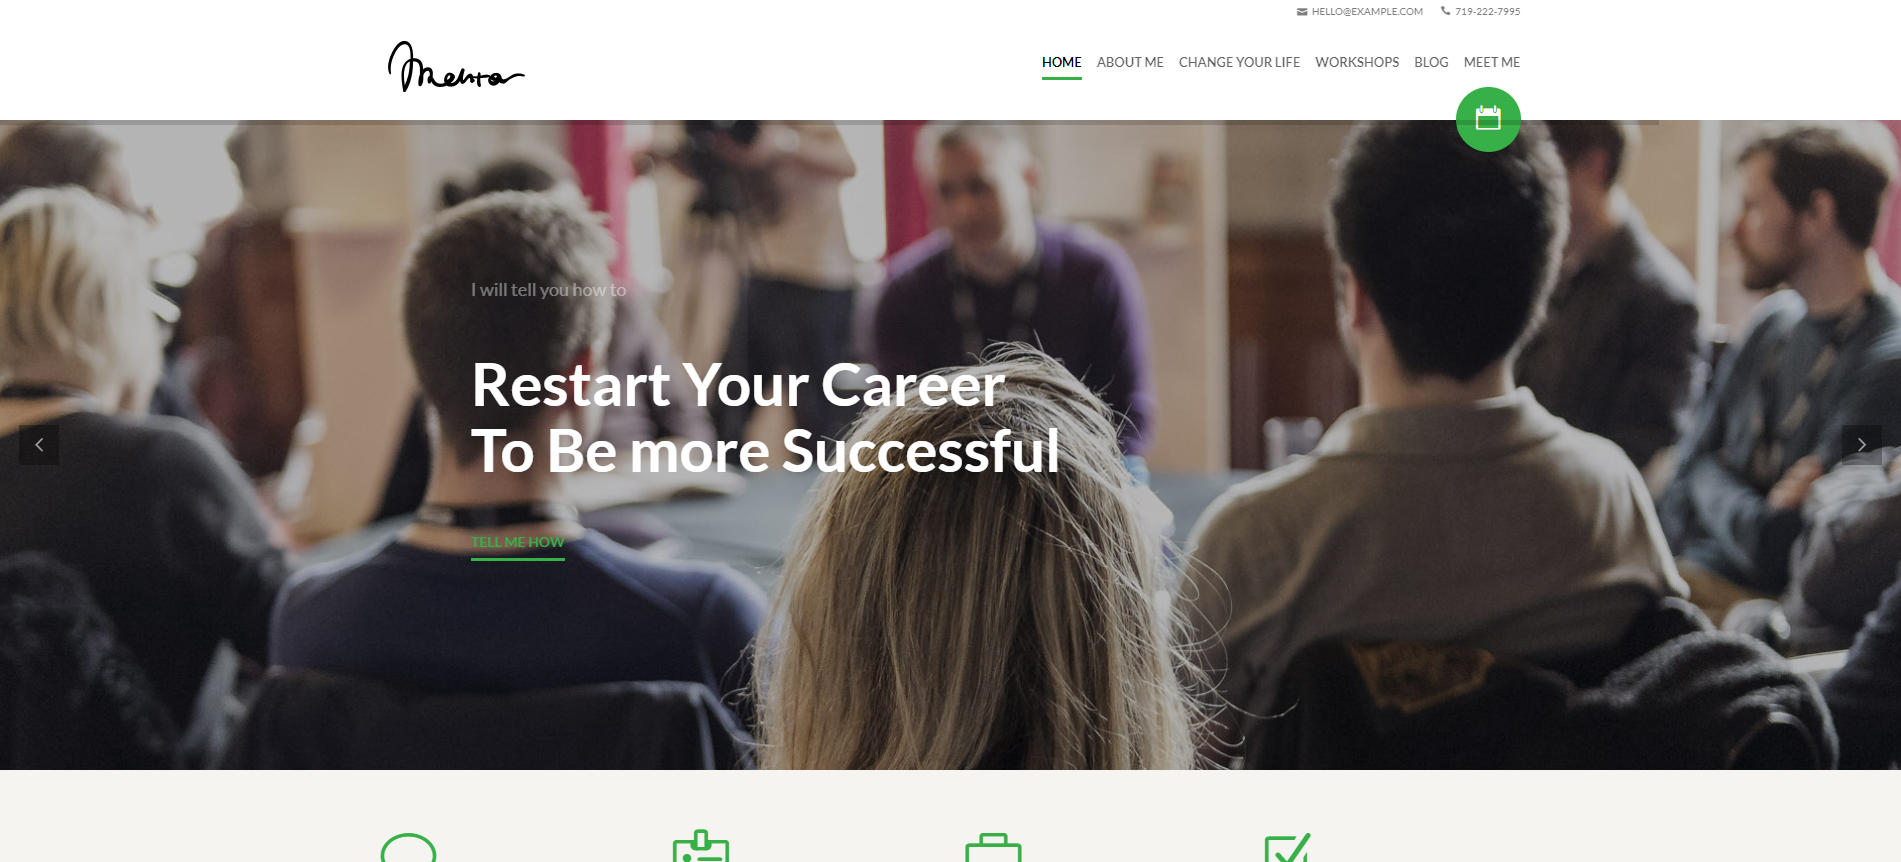 HELLO@EXAMPLE.COM 719-222-7995
HOME ABOUT ME CHANGE YOUR LIFE WORKSHOPS BLOG MEET ME
I will tell you how to
Restart Your Career
To Be more Successful
TELL ME HOW